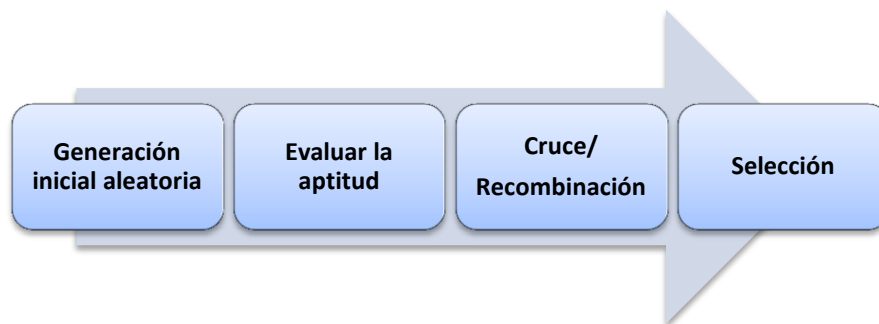 Generación
inicial aleatoria
Evaluar la
aptitud
Cruce/
Recombinación
Selección